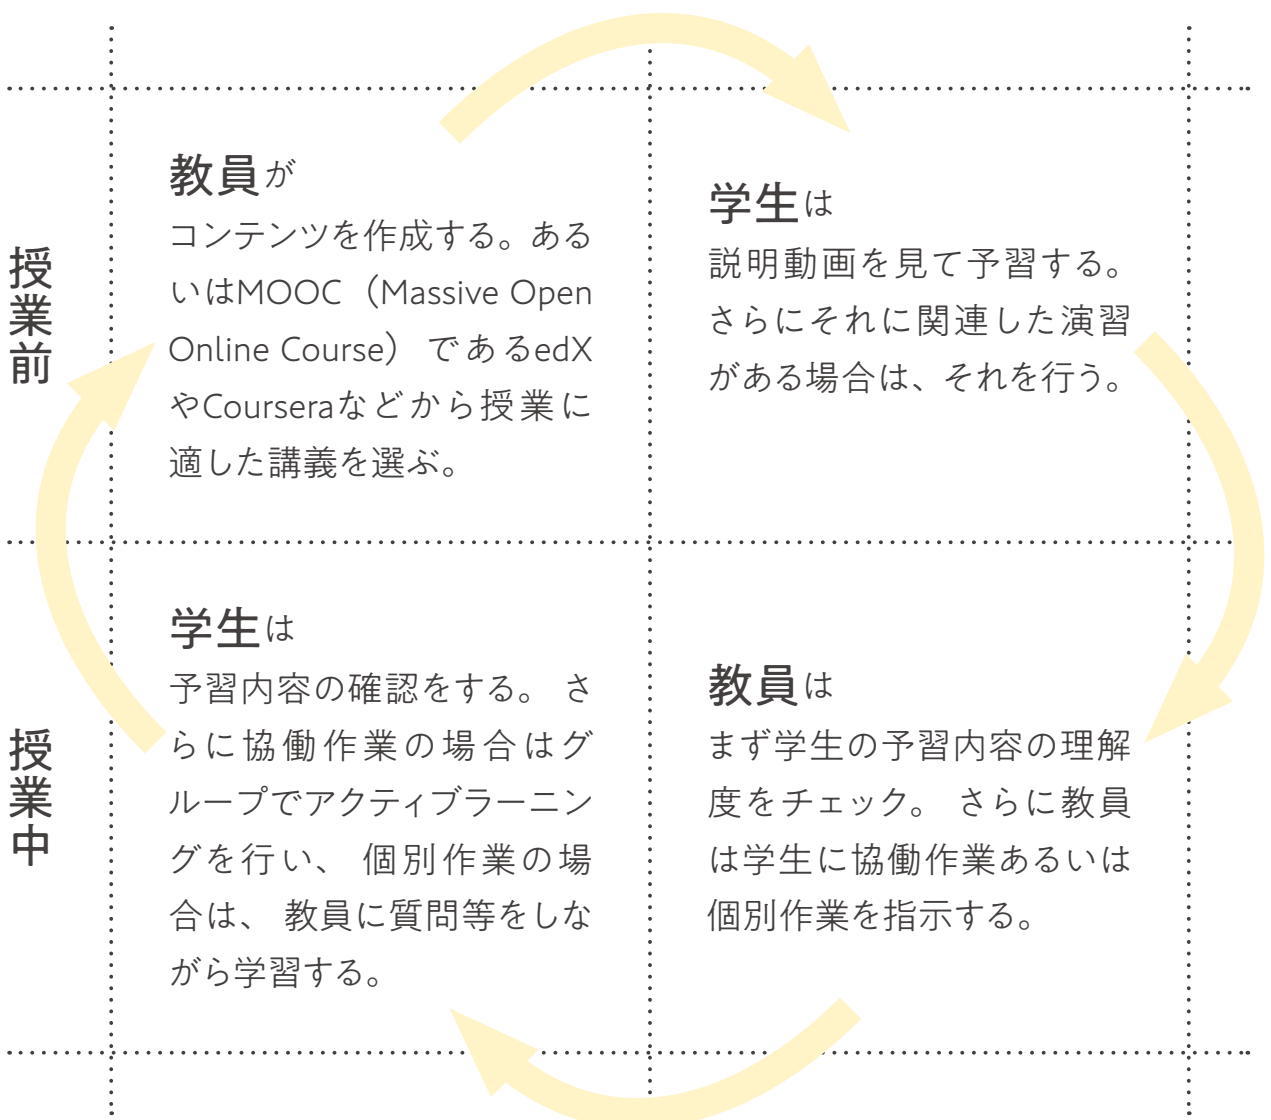 授業前
教員が
コンテンツを作成する。ある
いはMOOC（Massive Open
Online Course）であるedX
やCourseraなどから授業に
適した講義を選ぶ。
学生は
説明動画を見て予習する。
さらにそれに関連した演習
がある場合は、それを行う。
授業中
学生は
予習内容の確認をする。さ
らに協働作業の場合はグ
ループでアクティブラーニン
グを行い、個別作業の場
合は、教員に質問等をしな
がら学習する。
教員は
まず学生の予習内容の理解
度をチェック。さらに教員
は学生に協働作業あるいは
個別作業を指示する。